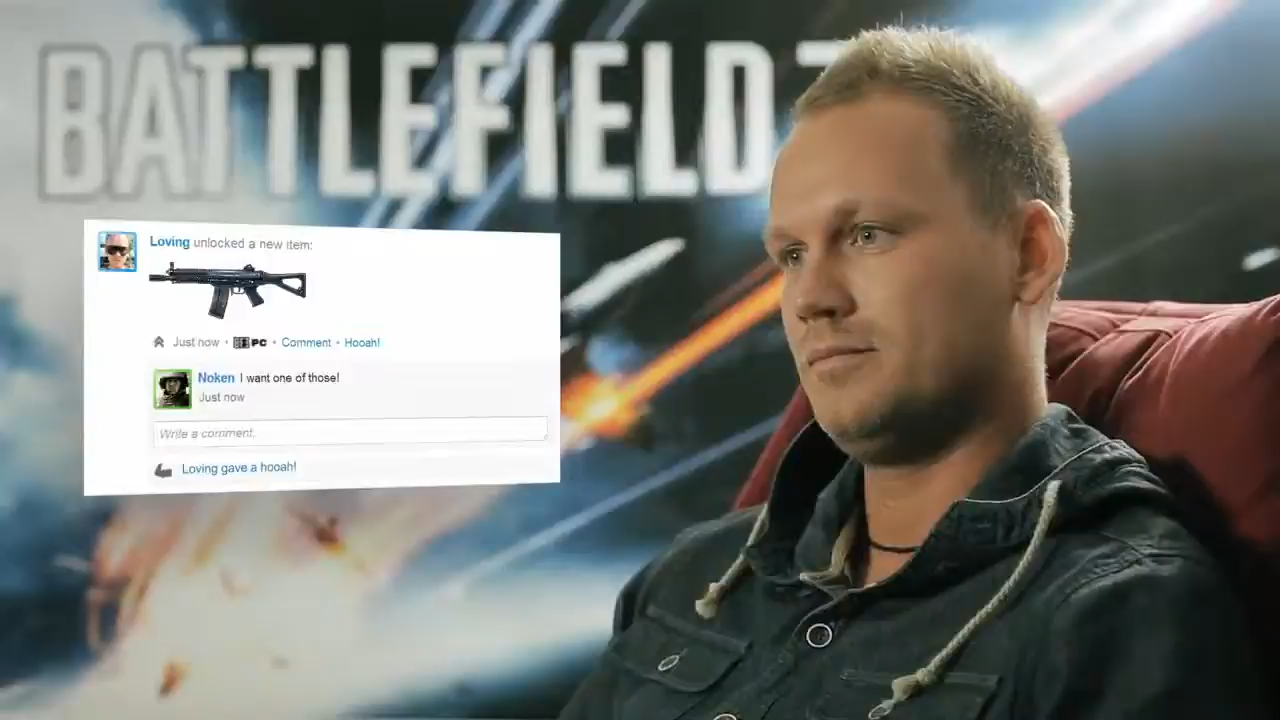 BATTLEFIELD
Loving unlocked a new item:
Just now • PC • Comment • Hooah!
Noken I want one of those!
Just now
Write a comment.
Loving gave a hooah!